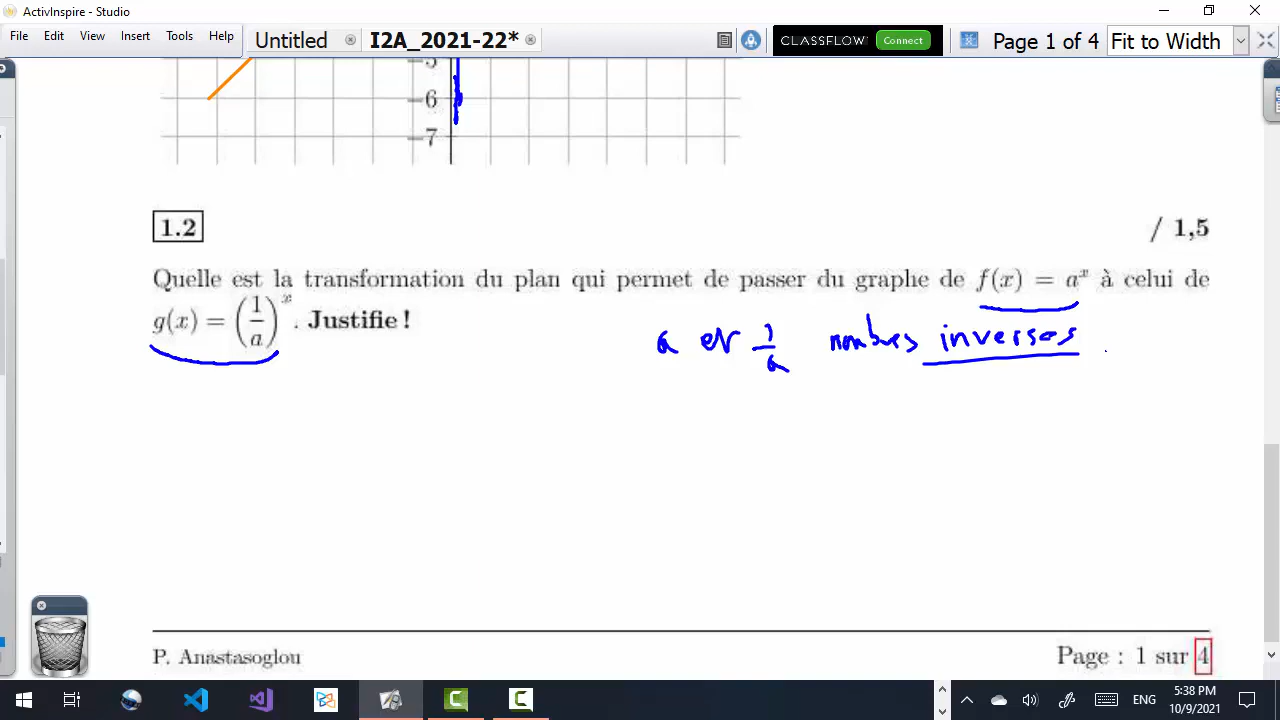 ActivInspire - Studio
File Edit View Insert Tools Help
Untitled
I2A_2021-22*
CLASSFLOW Connect
Page 1 of 4
Fit to Width
-6
-7
1.2
/ 1,5
Quelle est la transformation du plan qui permet de passer du graphe de f(x) = a^x à celui de
g(x) = (1/a)^x. Justifie !
a et 1/a nombres inverses
P. Anastasoglou
Page : 1 sur 4
ENG
5:38 PM
10/9/2021